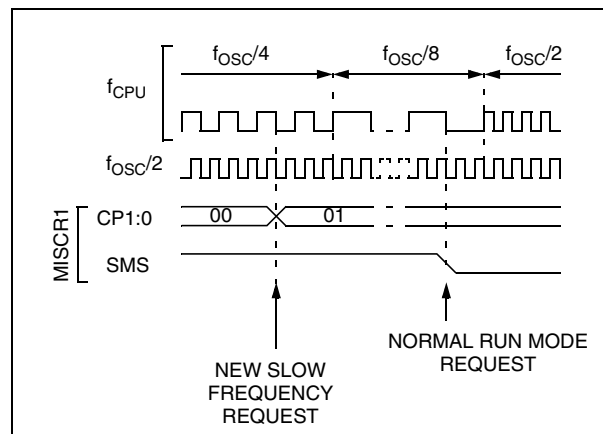 fOSC/4 fOSC/8 fOSC/2
fCPU
fOSC/2
MISCR1
CP1:0 00 01
SMS
NEW SLOW
FREQUENCY
REQUEST
NORMAL RUN MODE
REQUEST